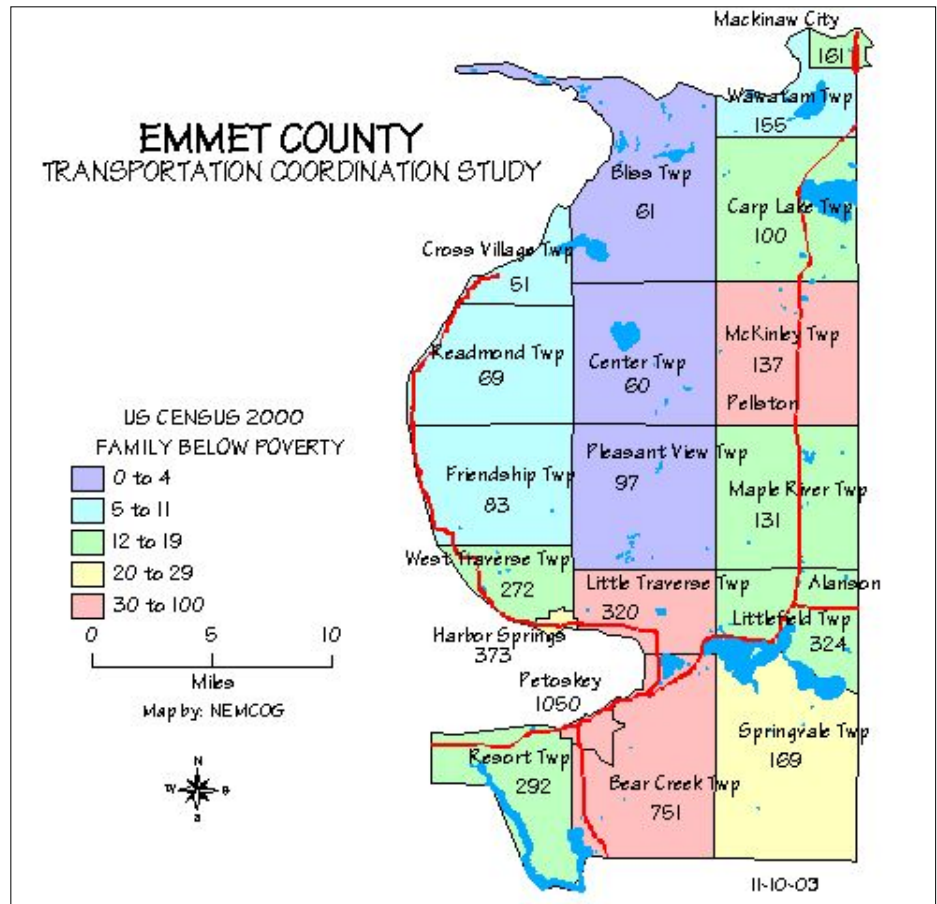 Mackinaw City
161
Wawatam Twp
155
EMMET COUNTY
TRANSPORTATION COORDINATION STUDY
Bliss Twp
61
Carp Lake Twp
100
Cross Village Twp
51
McKinley Twp
137
Pellston
Readmond Twp
69
Center Twp
60
US CENSUS 2000
FAMILY BELOW POVERTY
0 to 4
5 to 11
12 to 19
20 to 29
30 to 100
Pleasant View Twp
97
Friendship Twp
83
Maple River Twp
131
West Traverse Twp
272
Little Traverse Twp
320
Alanson
Littlefield Twp
324
Harbor Springs
373
0 5 10
Miles
Map by: NEMCOG
Petoskey
1050
Springvale Twp
169
Resort Twp
292
Bear Creek Twp
751
N
W E
S
11-10-03